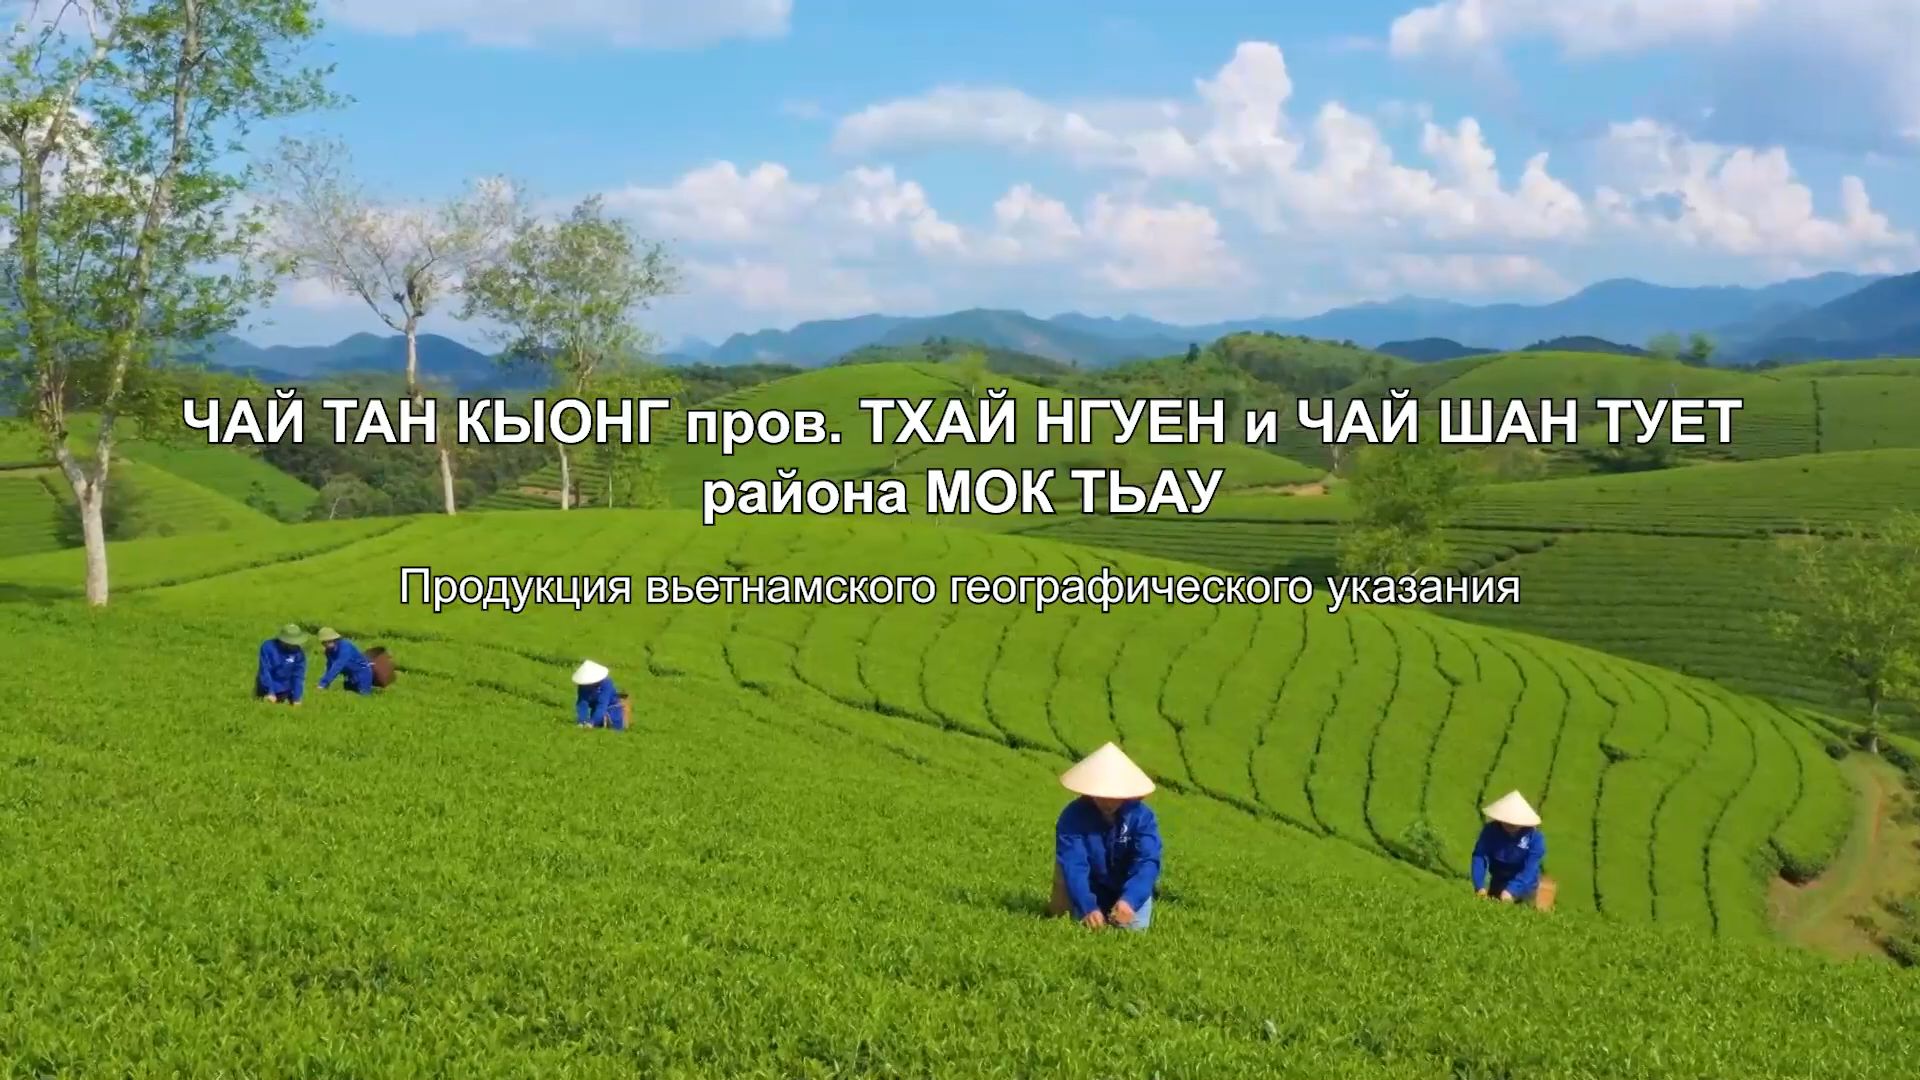 ЧАЙ ТАН КЫОНГ пров. ТХАЙ НГУЕН и ЧАЙ ШАН ТУЕТ
района МОК ТЬАУ
Продукция вьетнамского географического указания